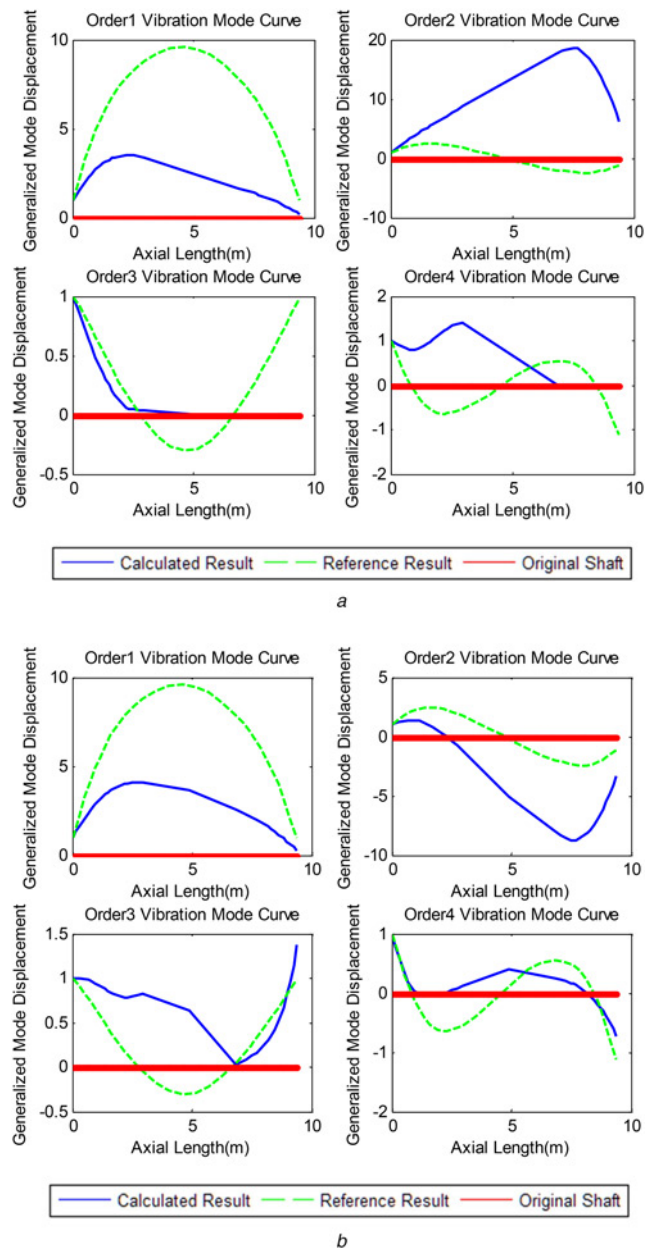 Order1 Vibration Mode Curve
Generalized Mode Displacement
10
5
0
0 5 10
Axial Length(m)
Order2 Vibration Mode Curve
Generalized Mode Displacement
20
10
0
-10
0 5 10
Axial Length(m)
Order3 Vibration Mode Curve
Generalized Mode Displacement
1
0.5
0
-0.5
0 5 10
Axial Length(m)
Order4 Vibration Mode Curve
Generalized Mode Displacement
2
1
0
-1
-2
0 5 10
Axial Length(m)
Calculated Result Reference Result Original Shaft
a
Order1 Vibration Mode Curve
Generalized Mode Displacement
10
5
0
0 5 10
Axial Length(m)
Order2 Vibration Mode Curve
Generalized Mode Displacement
5
0
-5
-10
0 5 10
Axial Length(m)
Order3 Vibration Mode Curve
Generalized Mode Displacement
1.5
1
0.5
0
-0.5
0 5 10
Axial Length(m)
Order4 Vibration Mode Curve
Generalized Mode Displacement
1
0
-1
-2
0 5 10
Axial Length(m)
Calculated Result Reference Result Original Shaft
b